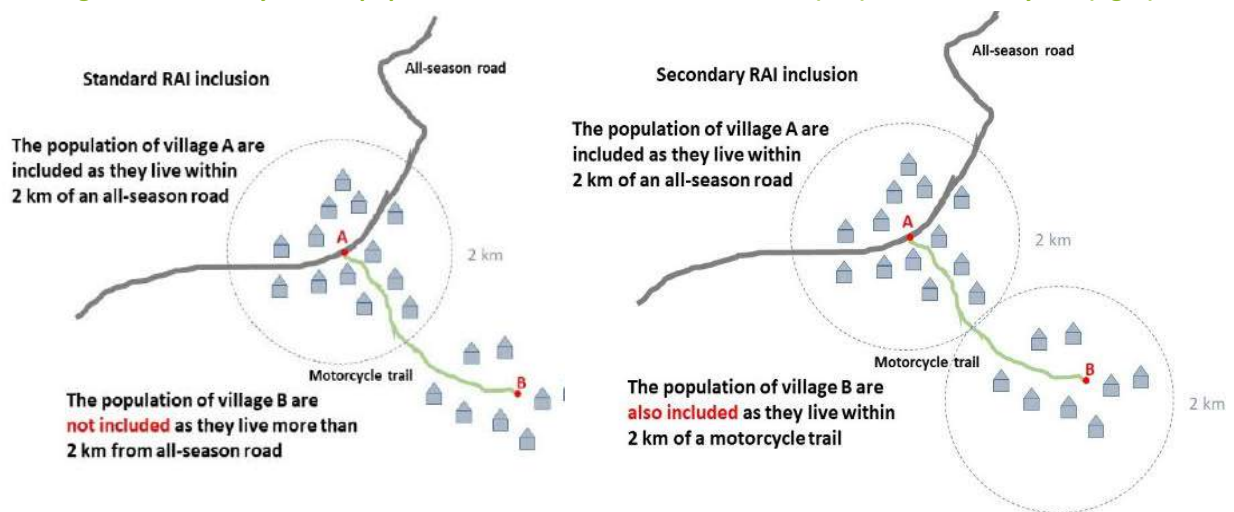 Standard RAI inclusion
All-season road
The population of village A are
included as they live within
2 km of an all-season road
A
2 km
Motorcycle trail
B
The population of village B are
not included as they live more than
2 km from all-season road
Secondary RAI inclusion
All-season road
The population of village A are
included as they live within
2 km of an all-season road
A
2 km
Motorcycle trail
B
The population of village B are
also included as they live within
2 km of a motorcycle trail
2 km